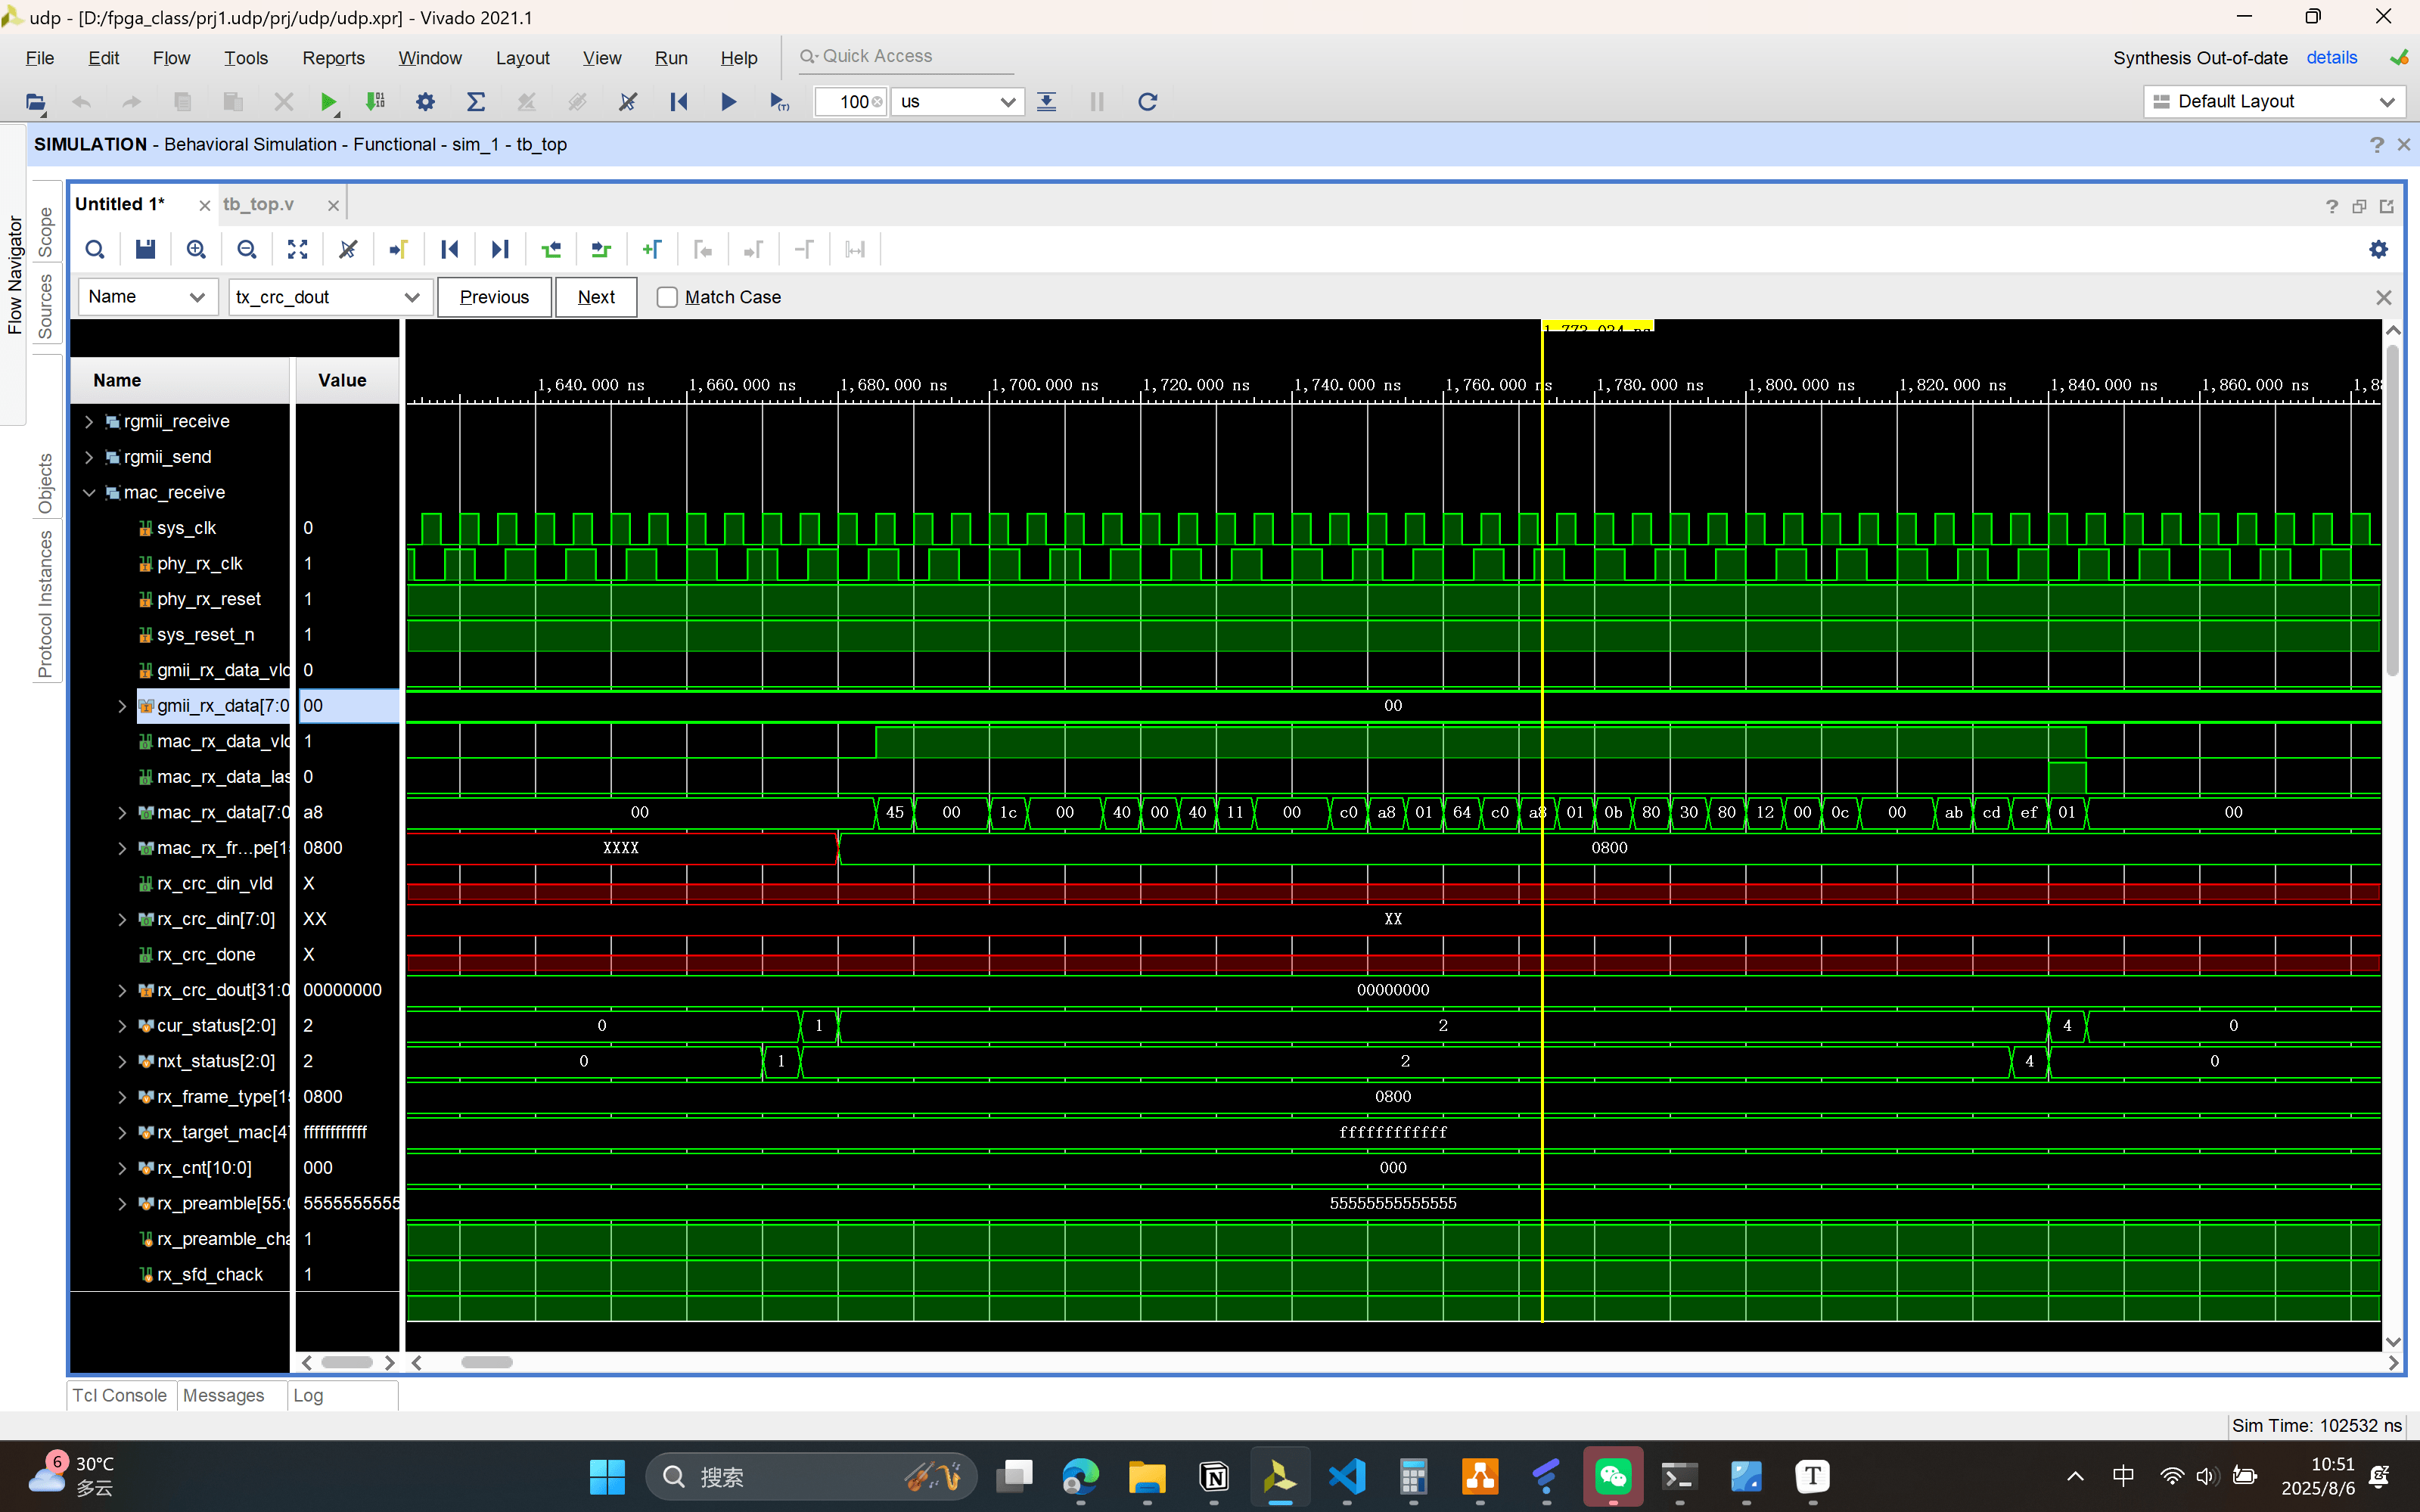 udp - [D:/fpga_class/prj1.udp/prj/udp/udp.xpr] - Vivado 2021.1
File Edit Flow Tools Reports Window Layout View Run Help Quick Access Synthesis Out-of-date details
100 us Default Layout
SIMULATION - Behavioral Simulation - Functional - sim_1 - tb_top
Flow Navigator
Scope
Sources
Objects
Protocol Instances
Untitled 1* tb_top.v
Name tx_crc_dout Previous Next Match Case
1,773.034 ns
Name Value
1,640.000 ns 1,660.000 ns 1,680.000 ns 1,700.000 ns 1,720.000 ns 1,740.000 ns 1,760.000 ns 1,780.000 ns 1,800.000 ns 1,820.000 ns 1,840.000 ns 1,860.000 ns 1,88
rgmii_receive
rgmii_send
mac_receive
sys_clk 0
phy_rx_clk 1
phy_rx_reset 1
sys_reset_n 1
gmii_rx_data_vld 0
gmii_rx_data[7:0 00 00
mac_rx_data_vld 1
mac_rx_data_las 0
mac_rx_data[7:0 a8 00 45 00 1c 00 40 00 40 11 00 c0 a8 01 64 c0 a8 01 0b 80 30 80 12 00 0c 00 ab cd ef 01 00
mac_rx_fr...pe[1 0800 XXXX 0800
rx_crc_din_vld X
rx_crc_din[7:0] XX XX
rx_crc_done X
rx_crc_dout[31:0 00000000 00000000
cur_status[2:0] 2 0 1 2 4 0
nxt_status[2:0] 2 0 1 2 4 0
rx_frame_type[1 0800 0800
rx_target_mac[4 ffffffffffff ffffffffffff
rx_cnt[10:0] 000 000
rx_preamble[55: 5555555555 55555555555555
rx_preamble_cha 1
rx_sfd_chack 1
Tcl Console Messages Log
Sim Time: 102532 ns
6 30°C
多云
搜索
中
10:51
2025/8/6